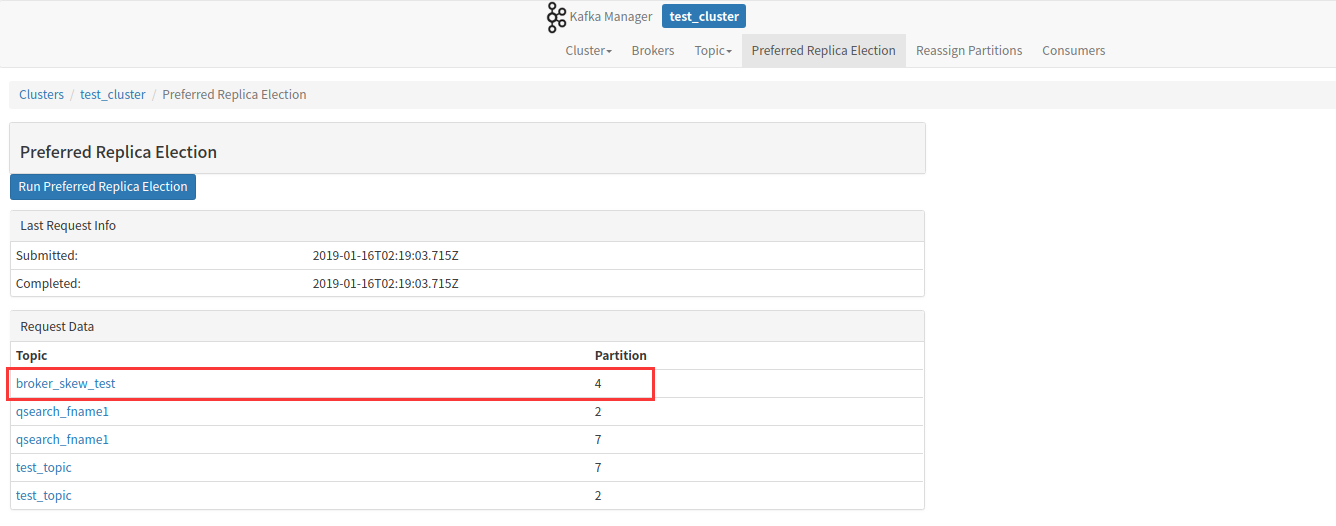 Kafka Manager test_cluster
Cluster Brokers Topic Preferred Replica Election Reassign Partitions Consumers
Clusters / test_cluster / Preferred Replica Election
Preferred Replica Election
Run Preferred Replica Election
Last Request Info
Submitted: 2019-01-16T02:19:03.715Z
Completed: 2019-01-16T02:19:03.715Z
Request Data
Topic Partition
broker_skew_test 4
qsearch_fname1 2
qsearch_fname1 7
test_topic 7
test_topic 2